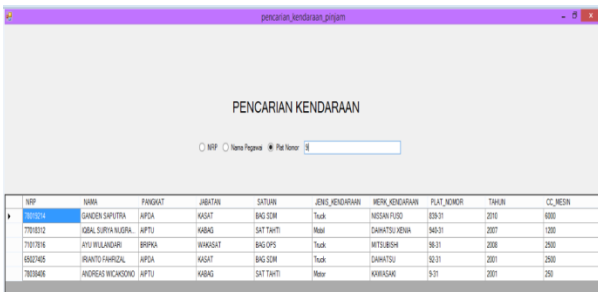 pencarian_kendaraan_pinjam
PENCARIAN KENDARAAN
NRP Nama Pegawai Plat Nomor
NRP NAMA PANGKAT JABATAN SATUAN JENIS_KENDARAAN MERK_KENDARAAN PLAT_NOMOR TAHUN CC_MESIN
GANDEN SAPUTRA AIPDA KASAT BAG SDM Truck NISSAN FUSO 839-31 2010 6000
77018312 IQBAL SURYA NUGRA... AIPTU KABAG SAT TAHTI Mobil DAIHATSU XENIA 940-31 2007 1200
71017816 AYU WULANDARI BRIPKA WAKASAT BAG OPS Truck MITSUBISHI 98-31 2008 2500
65027405 IRIANTO FAHRIZAL AIPDA KASAT BAG SDM Truck DAIHATSU 92-31 2001 2500
78038406 ANDREAS WICAKSONO AIPTU KABAG SAT TAHTI Motor KAWASAKI 9-31 2001 250